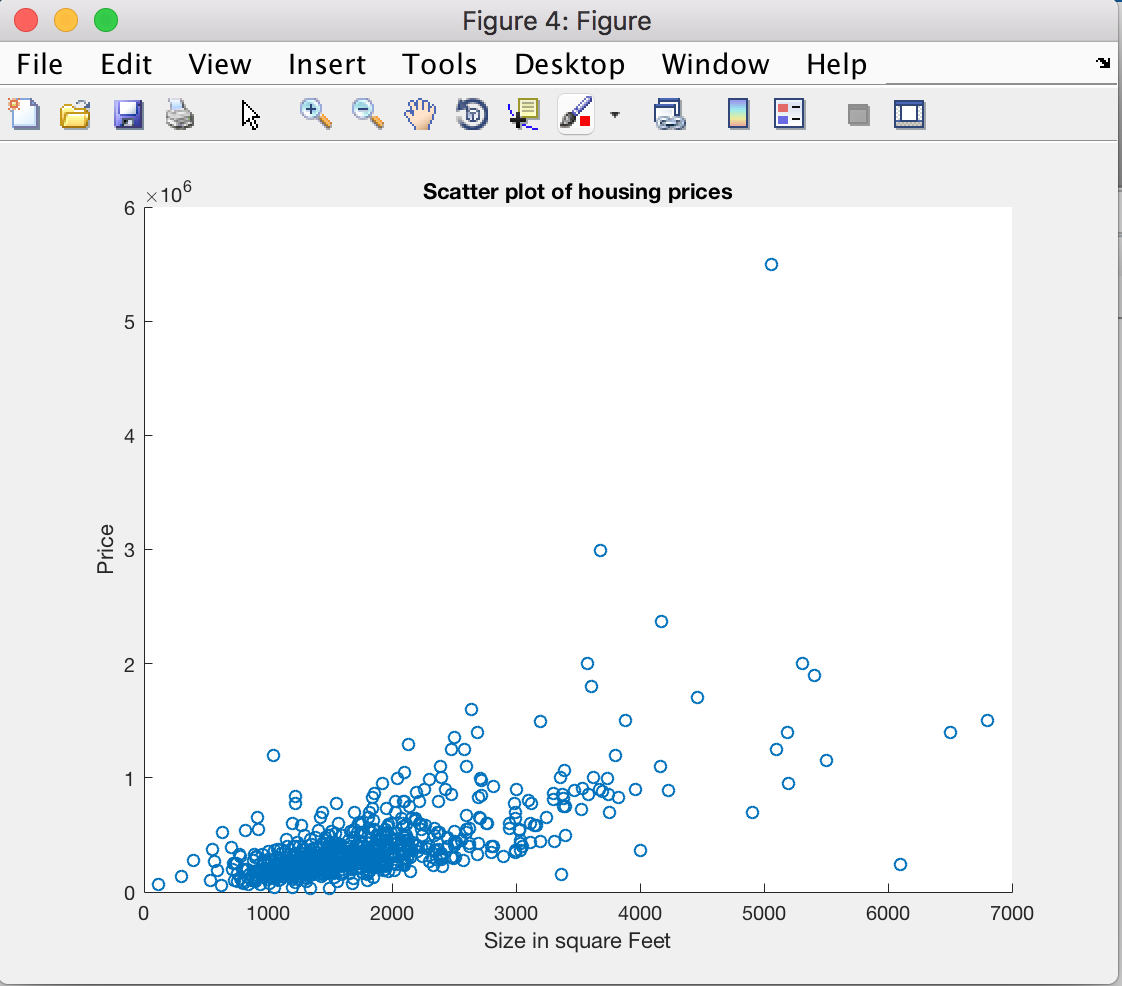 Figure 4: Figure
File Edit View Insert Tools Desktop Window Help
×10^6
Scatter plot of housing prices
6
5
4
3
2
1
0
Price
0 1000 2000 3000 4000 5000 6000 7000
Size in square Feet